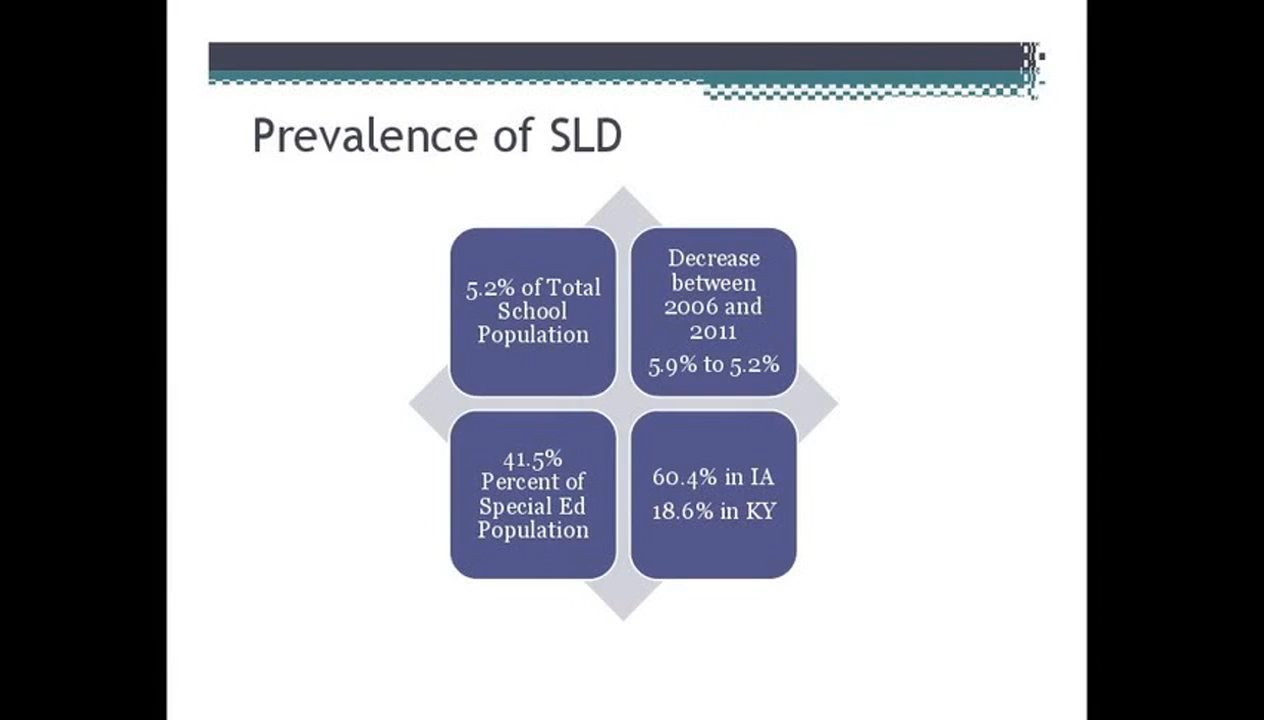 Prevalence of SLD
5.2% of Total
School
Population
Decrease
between
2006 and
2011
5.9% to 5.2%
41.5%
Percent of
Special Ed
Population
60.4% in IA
18.6% in KY